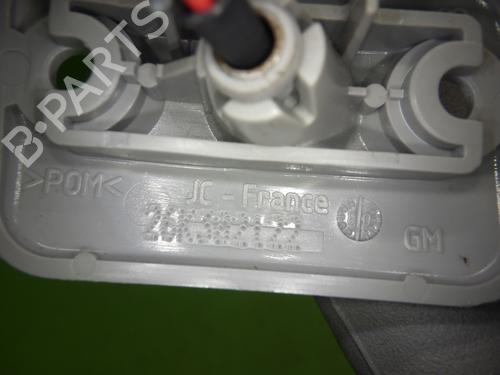 B-PARTS
>POM<
JC - France
GM